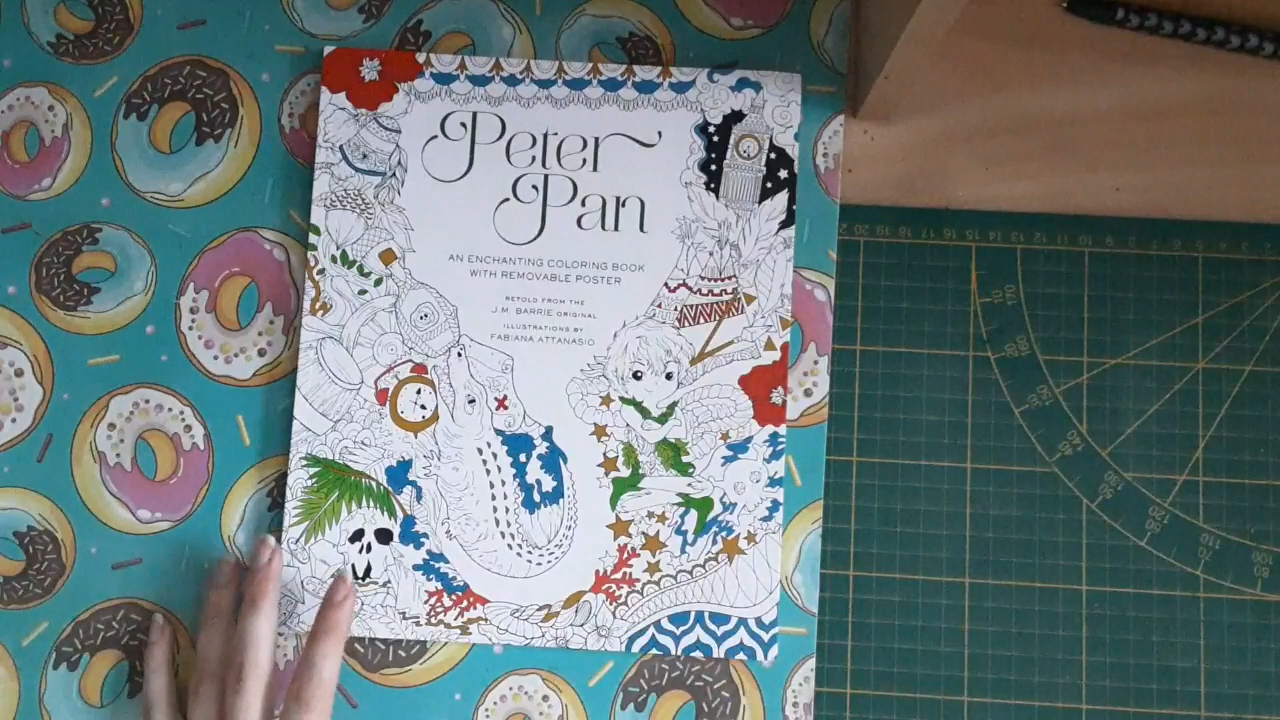 Peter
Pan
AN ENCHANTING COLORING BOOK
WITH REMOVABLE POSTER
RETOLD FROM THE
J.M. BARRIE ORIGINAL
ILLUSTRATIONS BY
FABIANA ATTANASIO